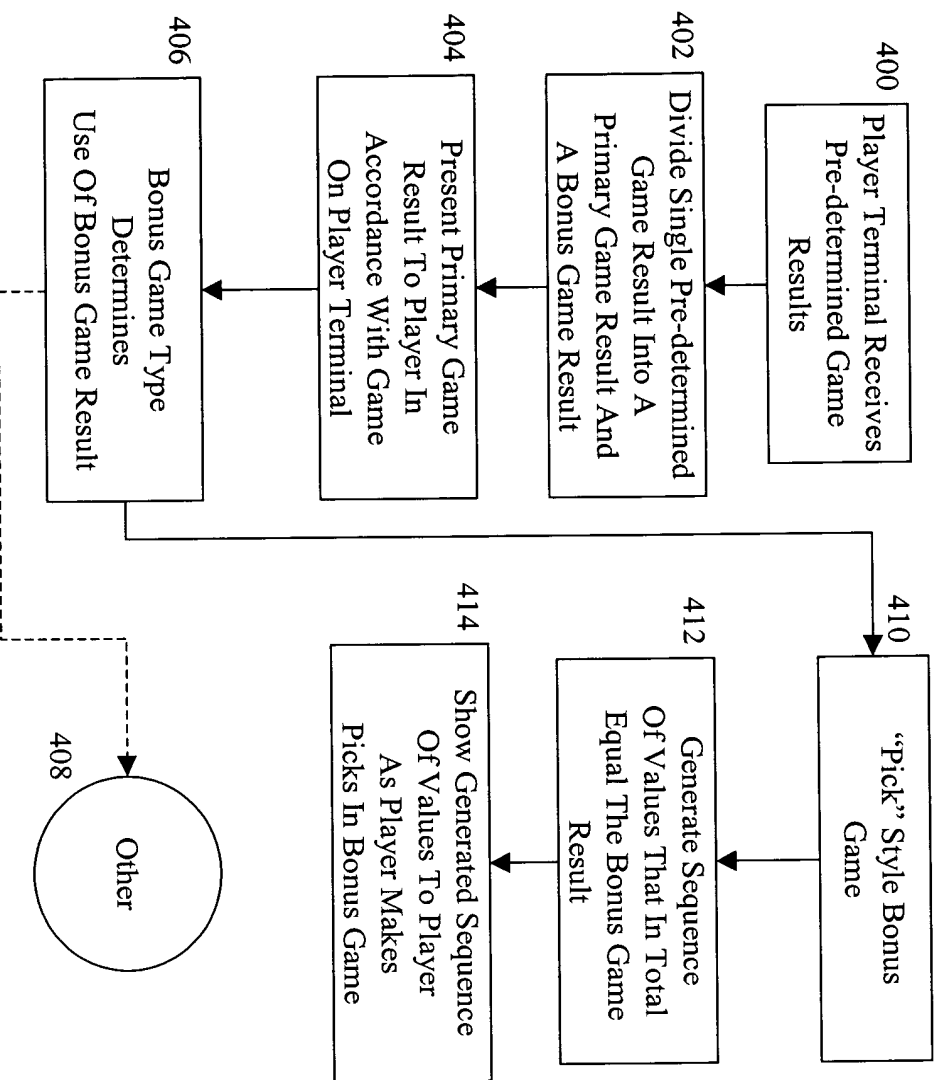 400
Player Terminal Receives
Pre-determined Game
Results
402
Divide Single Pre-determined
Game Result Into A
Primary Game Result And
A Bonus Game Result
404
Present Primary Game
Result To Player In
Accordance With Game
On Player Terminal
406
Bonus Game Type
Determines
Use Of Bonus Game Result
408
Other
410
“Pick” Style Bonus
Game
412
Generate Sequence
Of Values That In Total
Equal The Bonus Game
Result
414
Show Generated Sequence
Of Values To Player
As Player Makes
Picks In Bonus Game